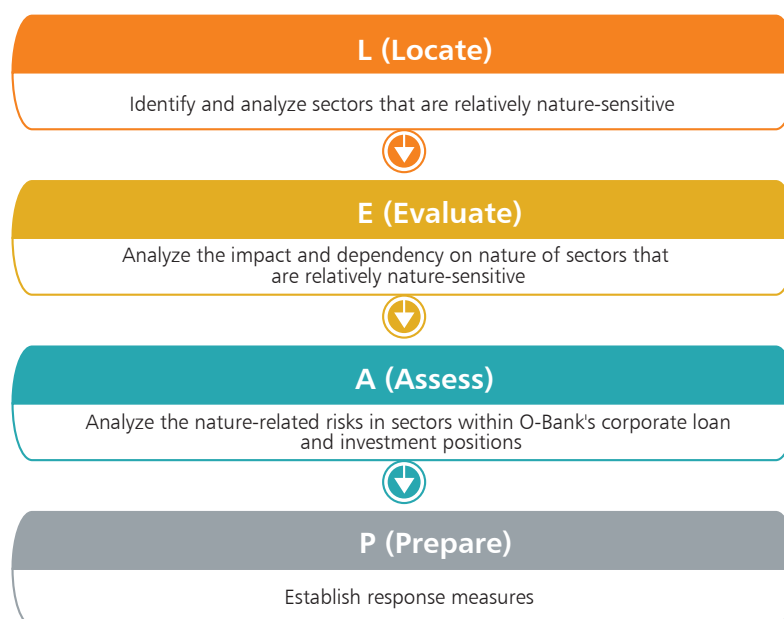 L (Locate)
Identify and analyze sectors that are relatively nature-sensitive
E (Evaluate)
Analyze the impact and dependency on nature of sectors that
are relatively nature-sensitive
A (Assess)
Analyze the nature-related risks in sectors within O-Bank's corporate loan
and investment positions
P (Prepare)
Establish response measures